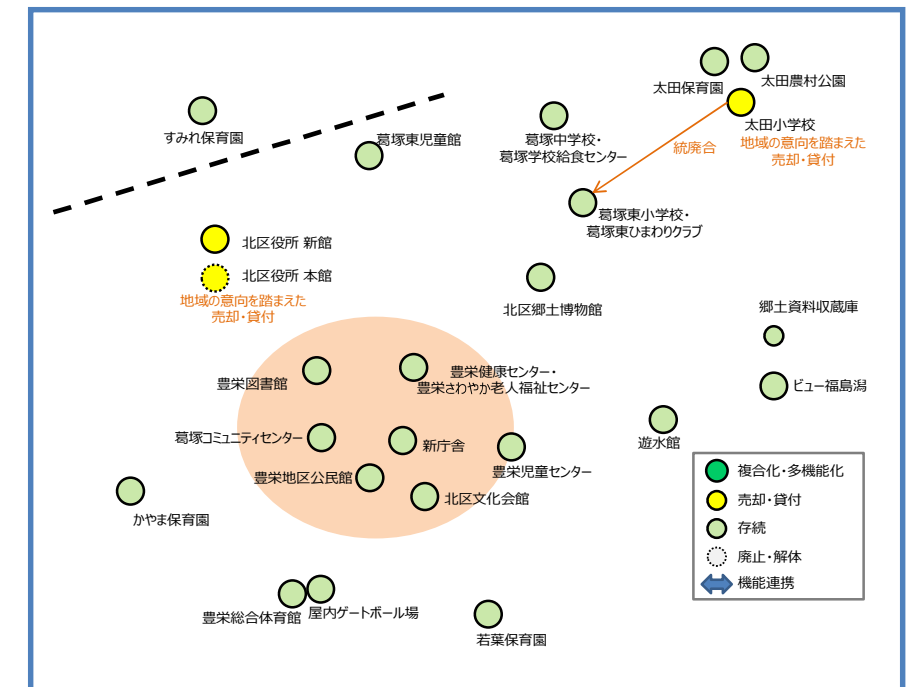 太田保育園
太田農村公園
太田小学校
地域の意向を踏まえた
売却・貸付
統廃合
すみれ保育園
葛塚東児童館
葛塚中学校・
葛塚学校給食センター
葛塚東小学校・
葛塚東ひまわりクラブ
北区役所 新館
北区役所 本館
地域の意向を踏まえた
売却・貸付
北区郷土博物館
郷土資料収蔵庫
ビュー福島潟
豊栄図書館
豊栄健康センター・
豊栄さわやか老人福祉センター
葛塚コミュニティセンター
新庁舎
豊栄児童センター
遊水館
豊栄地区公民館
北区文化会館
かやま保育園
豊栄総合体育館
屋内ゲートボール場
若葉保育園
複合化・多機能化
売却・貸付
存続
廃止・解体
機能連携